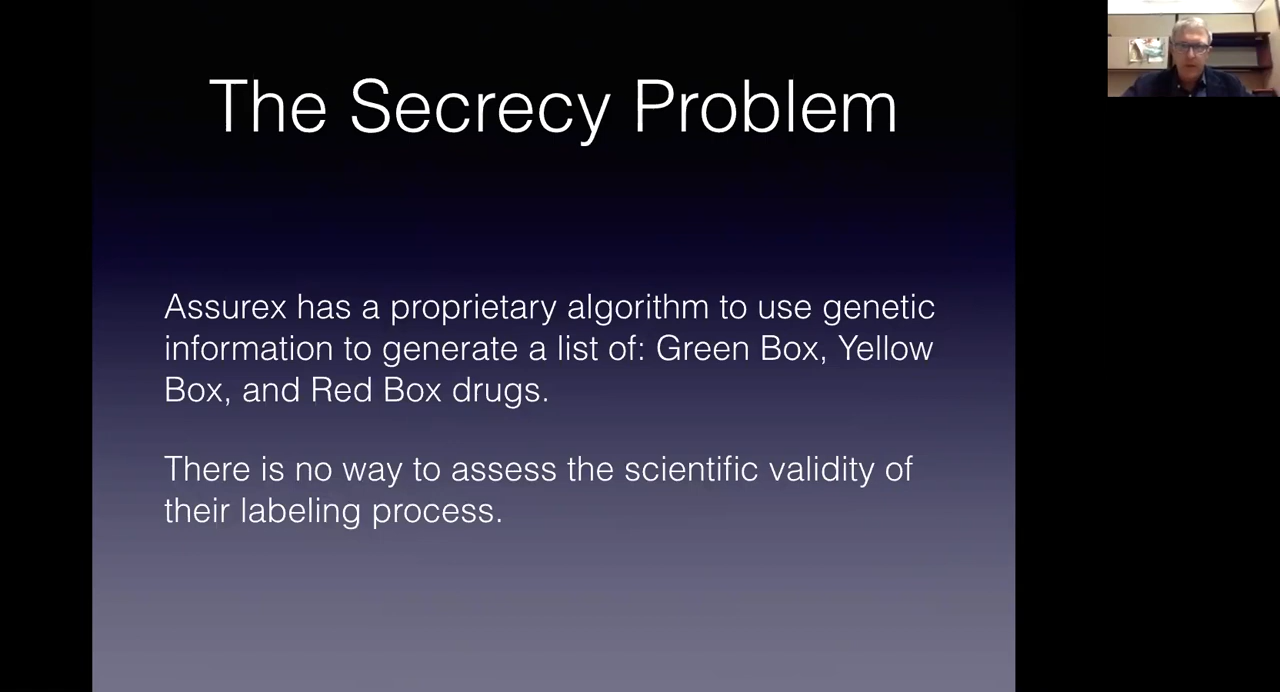 The Secrecy Problem
Assurex has a proprietary algorithm to use genetic
information to generate a list of: Green Box, Yellow
Box, and Red Box drugs.
There is no way to assess the scientific validity of
their labeling process.